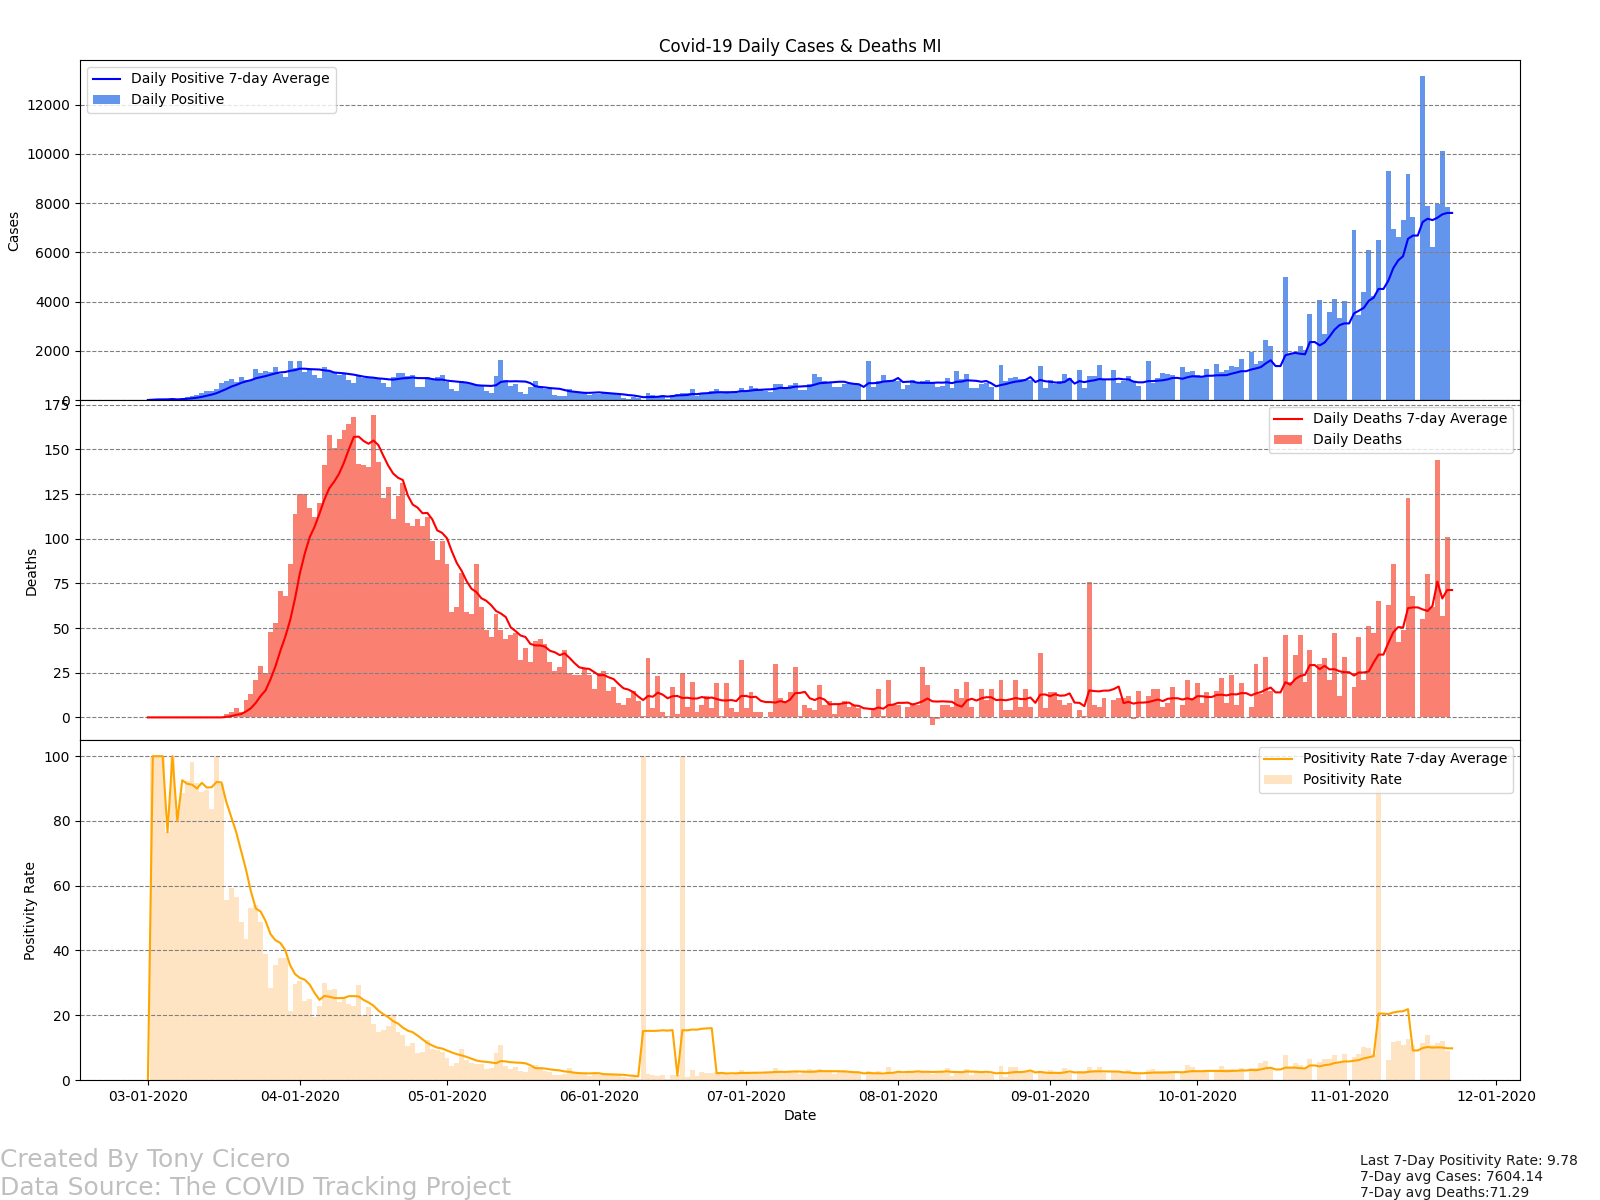 Covid-19 Daily Cases & Deaths MI
Daily Positive 7-day Average
Daily Positive
12000
10000
8000
6000
4000
2000
0
Cases
Daily Deaths 7-day Average
Daily Deaths
175
150
125
100
75
50
25
0
Deaths
Positivity Rate 7-day Average
Positivity Rate
100
80
60
40
20
0
Positivity Rate
03-01-2020 04-01-2020 05-01-2020 06-01-2020 07-01-2020 08-01-2020 09-01-2020 10-01-2020 11-01-2020 12-01-2020
Date
Created By Tony Cicero
Data Source: The COVID Tracking Project
Last 7-Day Positivity Rate: 9.78
7-Day avg Cases: 7604.14
7-Day avg Deaths:71.29